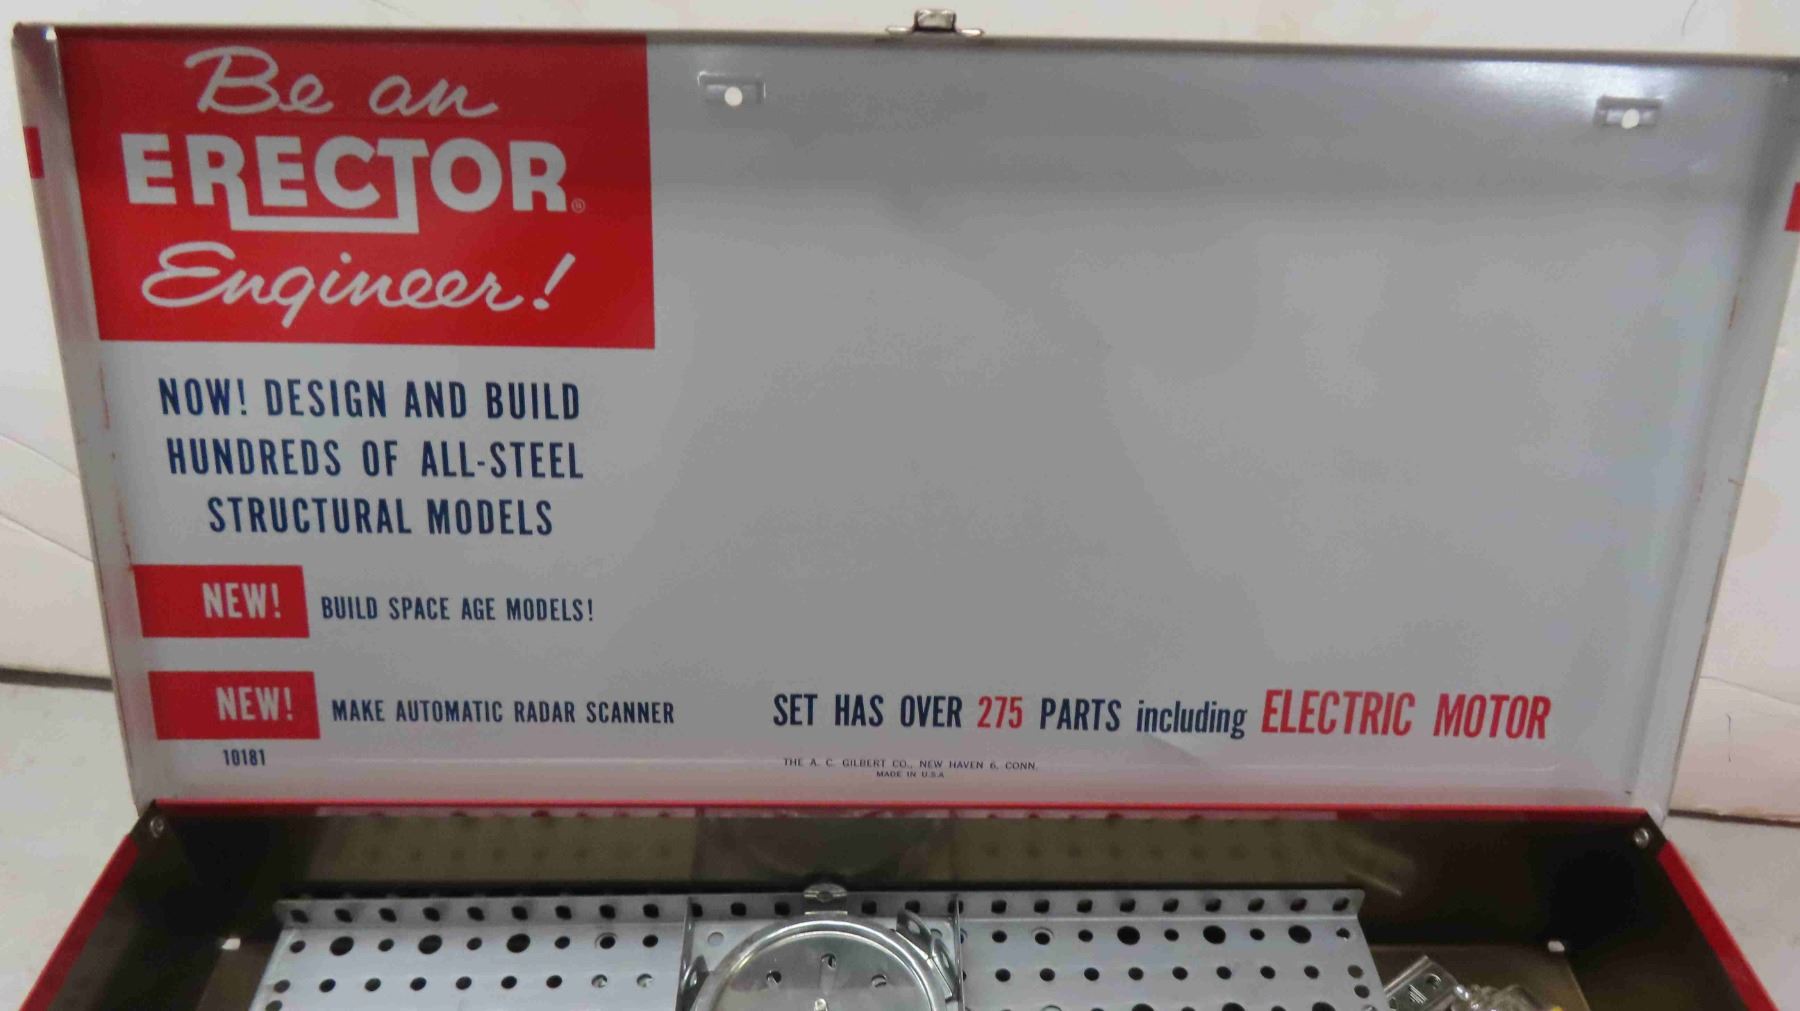 Be an
ERECTOR®
Engineer!
NOW! DESIGN AND BUILD
HUNDREDS OF ALL-STEEL
STRUCTURAL MODELS
NEW! BUILD SPACE AGE MODELS!
NEW! MAKE AUTOMATIC RADAR SCANNER
10181
SET HAS OVER 275 PARTS including ELECTRIC MOTOR
THE A. C. GILBERT CO., NEW HAVEN 6, CONN.
MADE IN U.S.A